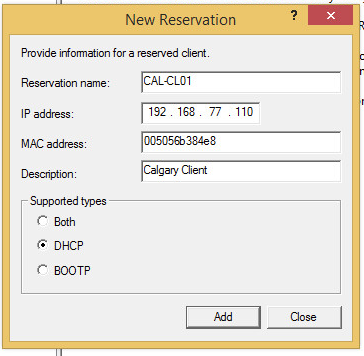 New Reservation
Provide information for a reserved client.
Reservation name: CAL-CL01
IP address: 192 . 168 . 77 . 110
MAC address: 005056b384e8
Description: Calgary Client
Supported types
Both
DHCP
BOOTP
Add Close